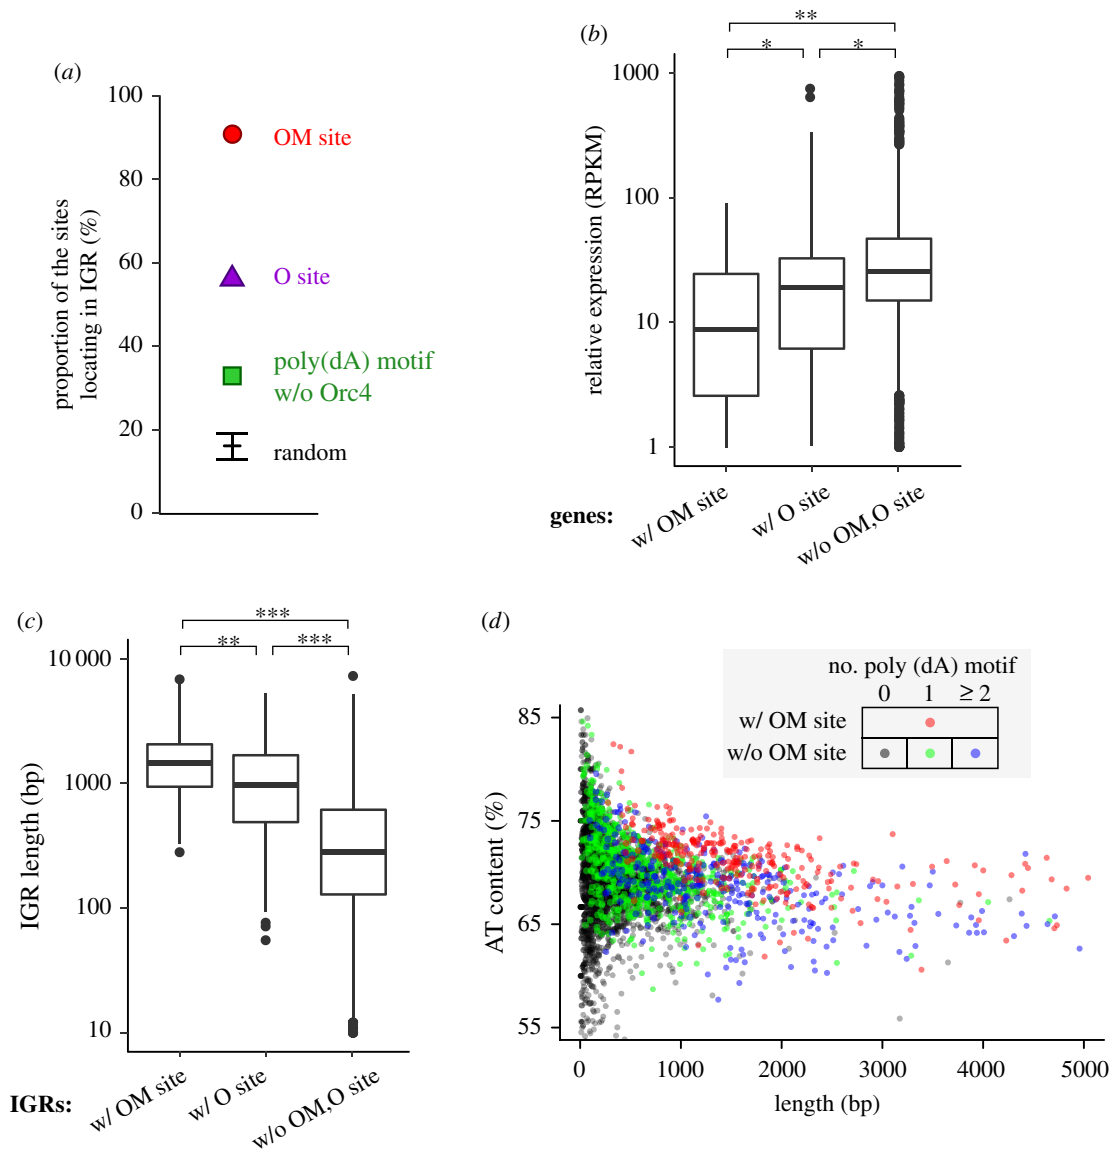 (a)
100
80
60
40
20
0
proportion of the sites
locating in IGR (%)
OM site
O site
poly(dA) motif
w/o Orc4
random
(b)
**
*
*
1000
100
10
1
relative expression (RPKM)
genes:
w/ OM site
w/ O site
w/o OM,O site
(c)
***
**
***
10 000
1000
100
10
IGR length (bp)
IGRs:
w/ OM site
w/ O site
w/o OM,O site
(d)
no. poly (dA) motif
0 1 ≥ 2
w/ OM site
w/o OM site
85
75
65
55
AT content (%)
0 1000 2000 3000 4000 5000
length (bp)